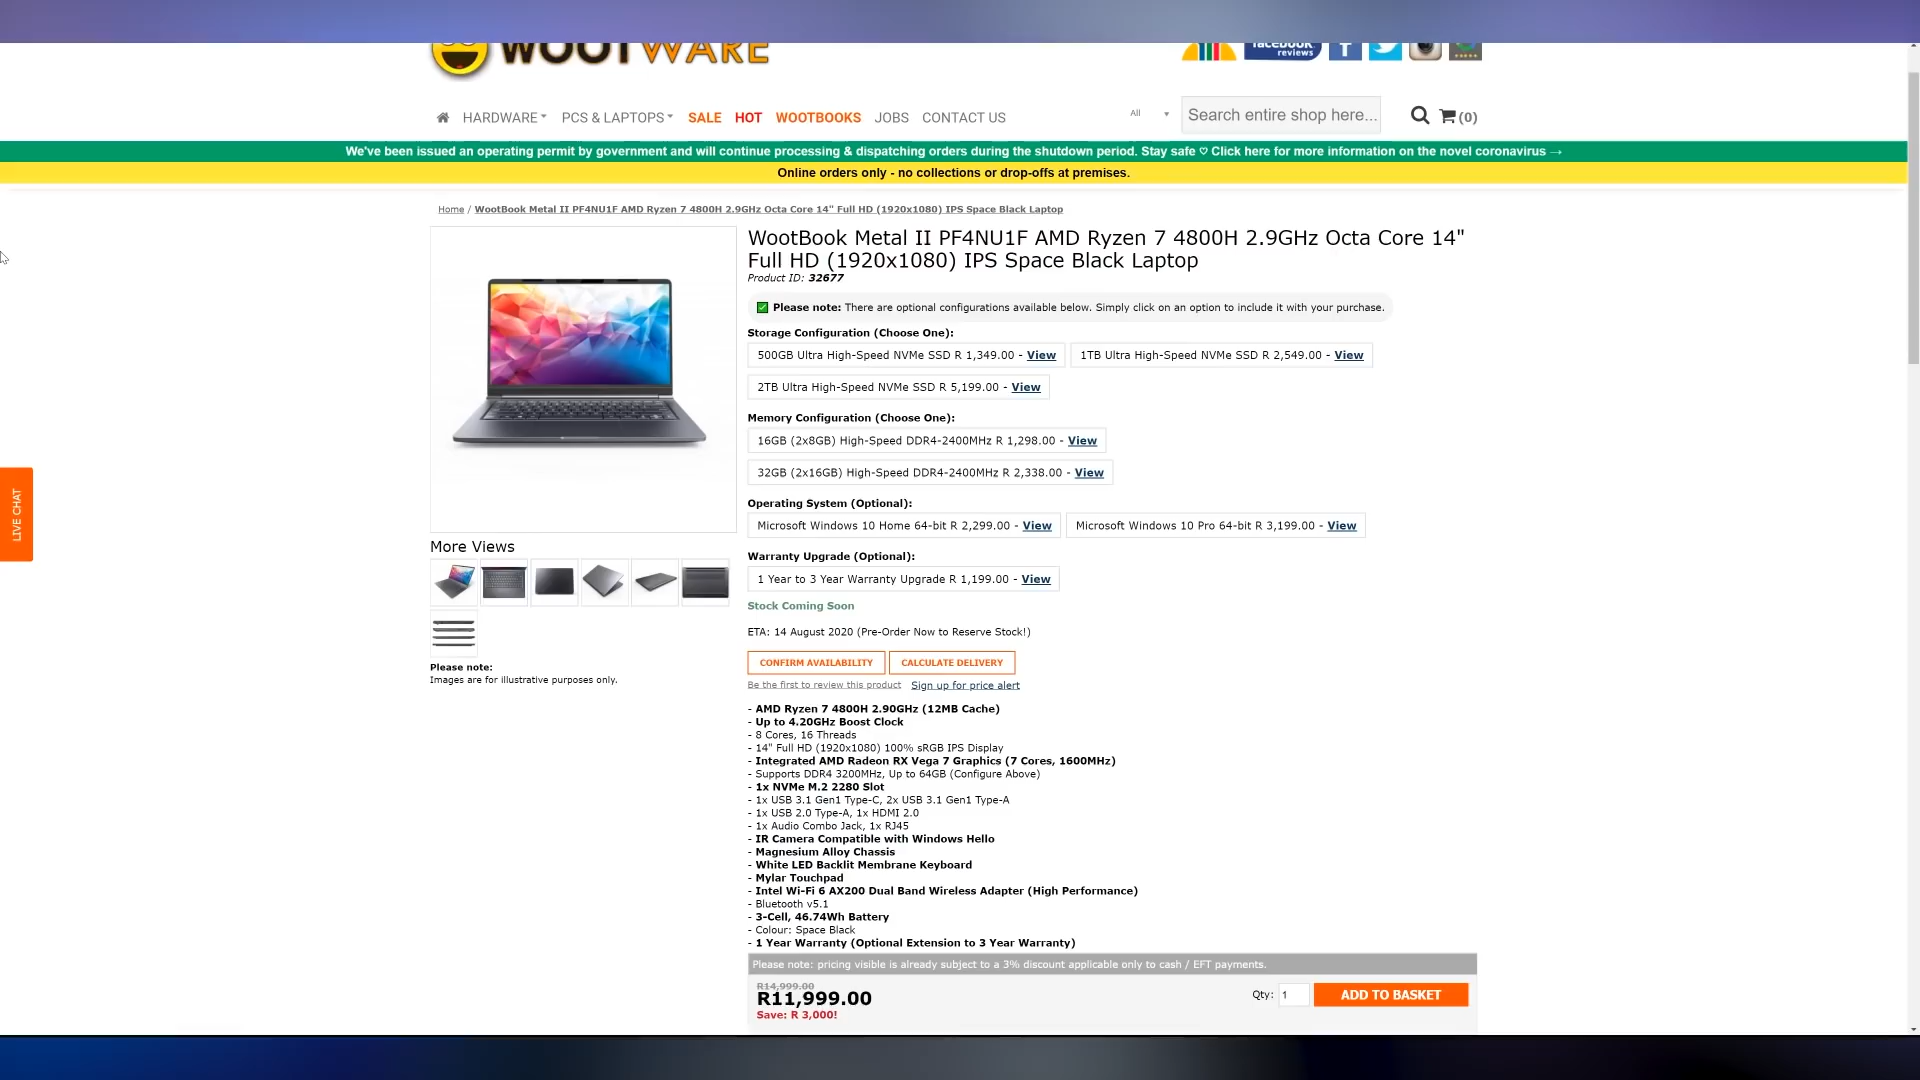 WOOTWARE
facebook
reviews
HARDWARE PCS & LAPTOPS SALE HOT WOOTBOOKS JOBS CONTACT US
All
Search entire shop here...
(0)
We've been issued an operating permit by government and will continue processing & dispatching orders during the shutdown period. Stay safe ♡ Click here for more information on the novel coronavirus →
Online orders only - no collections or drop-offs at premises.
Home / WootBook Metal II PF4NU1F AMD Ryzen 7 4800H 2.9GHz Octa Core 14" Full HD (1920x1080) IPS Space Black Laptop
WootBook Metal II PF4NU1F AMD Ryzen 7 4800H 2.9GHz Octa Core 14"
Full HD (1920x1080) IPS Space Black Laptop
Product ID: 32677
Please note: There are optional configurations available below. Simply click on an option to include it with your purchase.
Storage Configuration (Choose One):
500GB Ultra High-Speed NVMe SSD R 1,349.00 - View
1TB Ultra High-Speed NVMe SSD R 2,549.00 - View
2TB Ultra High-Speed NVMe SSD R 5,199.00 - View
Memory Configuration (Choose One):
16GB (2x8GB) High-Speed DDR4-2400MHz R 1,298.00 - View
32GB (2x16GB) High-Speed DDR4-2400MHz R 2,338.00 - View
Operating System (Optional):
Microsoft Windows 10 Home 64-bit R 2,299.00 - View
Microsoft Windows 10 Pro 64-bit R 3,199.00 - View
Warranty Upgrade (Optional):
1 Year to 3 Year Warranty Upgrade R 1,199.00 - View
Stock Coming Soon
ETA: 14 August 2020 (Pre-Order Now to Reserve Stock!)
CONFIRM AVAILABILITY
CALCULATE DELIVERY
Be the first to review this product
Sign up for price alert
- AMD Ryzen 7 4800H 2.90GHz (12MB Cache)
- Up to 4.20GHz Boost Clock
- 8 Cores, 16 Threads
- 14" Full HD (1920x1080) 100% sRGB IPS Display
- Integrated AMD Radeon RX Vega 7 Graphics (7 Cores, 1600MHz)
- Supports DDR4 3200MHz, Up to 64GB (Configure Above)
- 1x NVMe M.2 2280 Slot
- 1x USB 3.1 Gen1 Type-C, 2x USB 3.1 Gen1 Type-A
- 1x USB 2.0 Type-A, 1x HDMI 2.0
- 1x Audio Combo Jack, 1x RJ45
- IR Camera Compatible with Windows Hello
- Magnesium Alloy Chassis
- White LED Backlit Membrane Keyboard
- Mylar Touchpad
- Intel Wi-Fi 6 AX200 Dual Band Wireless Adapter (High Performance)
- Bluetooth v5.1
- 3-Cell, 46.74Wh Battery
- Colour: Space Black
- 1 Year Warranty (Optional Extension to 3 Year Warranty)
Please note: pricing visible is already subject to a 3% discount applicable only to cash / EFT payments.
R14,999.00
R11,999.00
Save: R 3,000!
Qty: 1
ADD TO BASKET
More Views
Please note:
Images are for illustrative purposes only.
LIVE CHAT